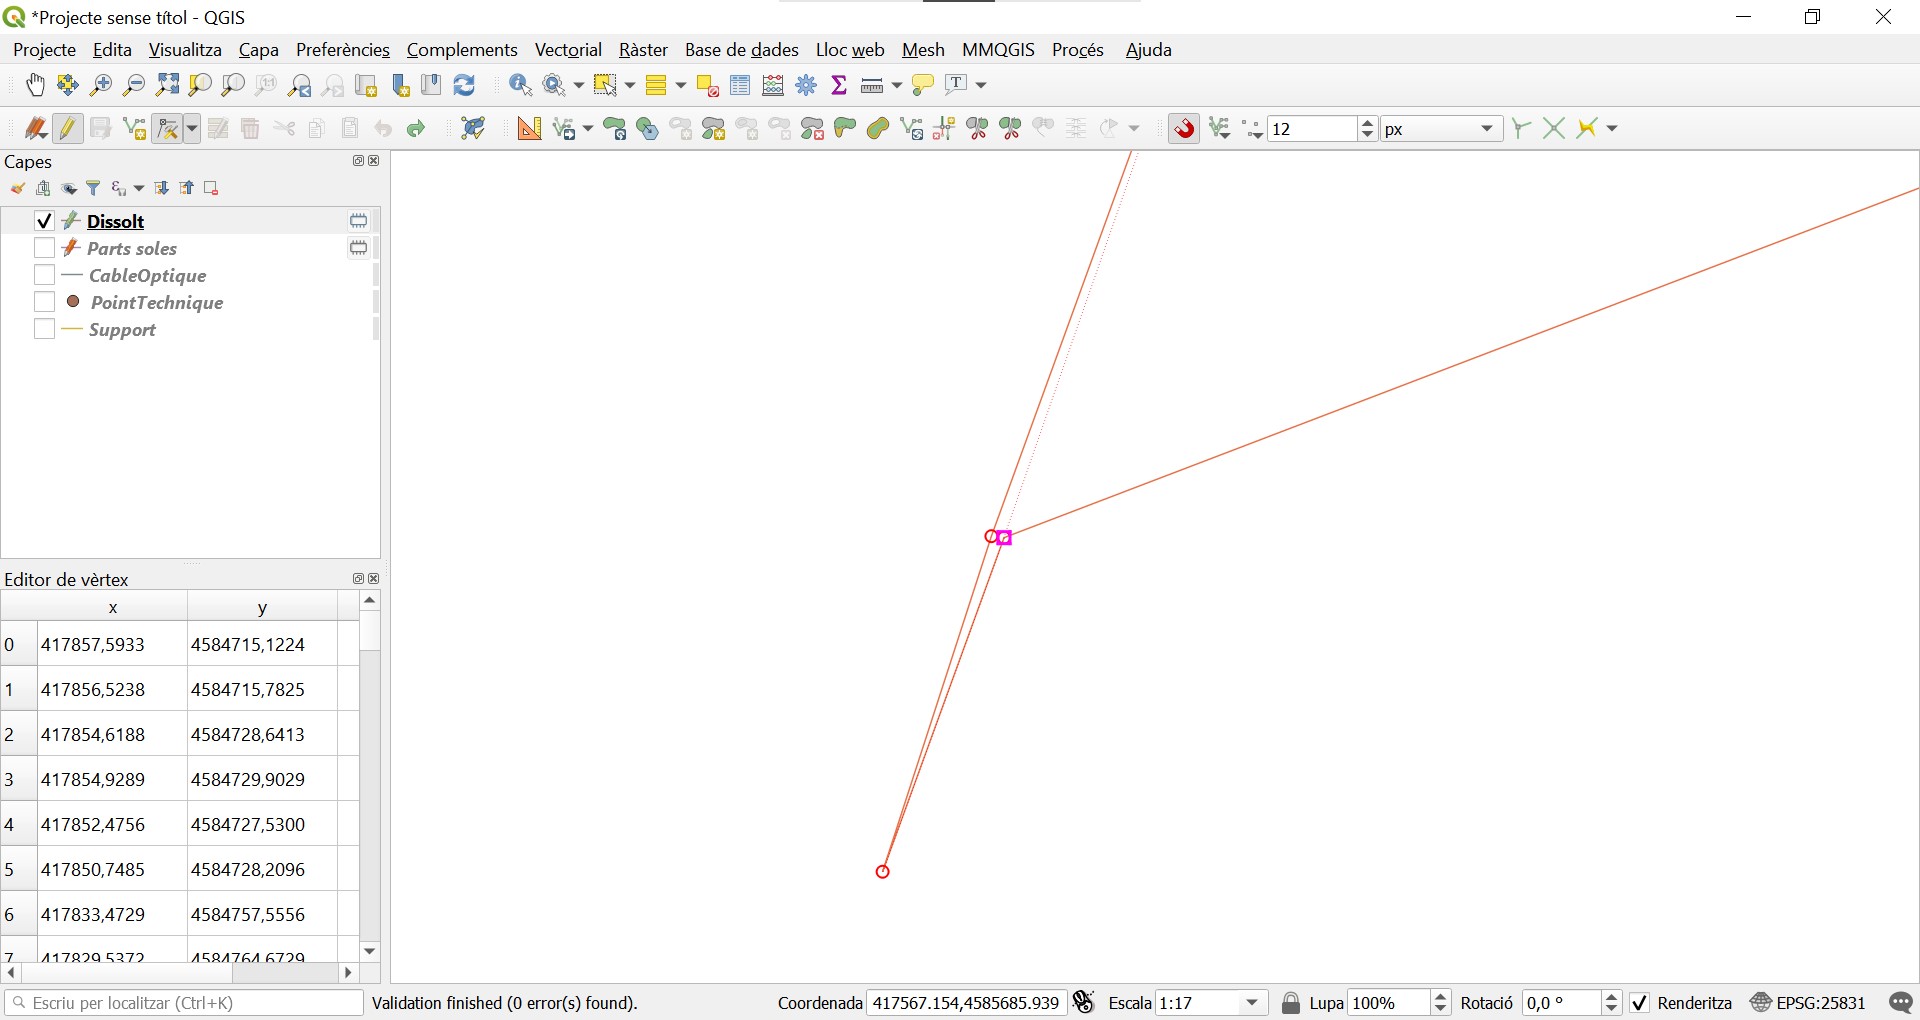 *Projecte sense títol - QGIS
Projecte Edita Visualitza Capa Preferències Complements Vectorial Ràster Base de dades Lloc web Mesh MMQGIS Procés Ajuda
12 px
Capes
Dissolt
Parts soles
CableOptique
PointTechnique
Support
Editor de vèrtex
x y
0 417857,5933 4584715,1224
1 417856,5238 4584715,7825
2 417854,6188 4584728,6413
3 417854,9289 4584729,9029
4 417852,4756 4584727,5300
5 417850,7485 4584728,2096
6 417833,4729 4584757,5556
7 417829,5372 4584764,6729
Escriu per localitzar (Ctrl+K) Validation finished (0 error(s) found). Coordenada 417567.154,4585685.939 Escala 1:17 Lupa 100% Rotació 0,0 ° Renderitza EPSG:25831